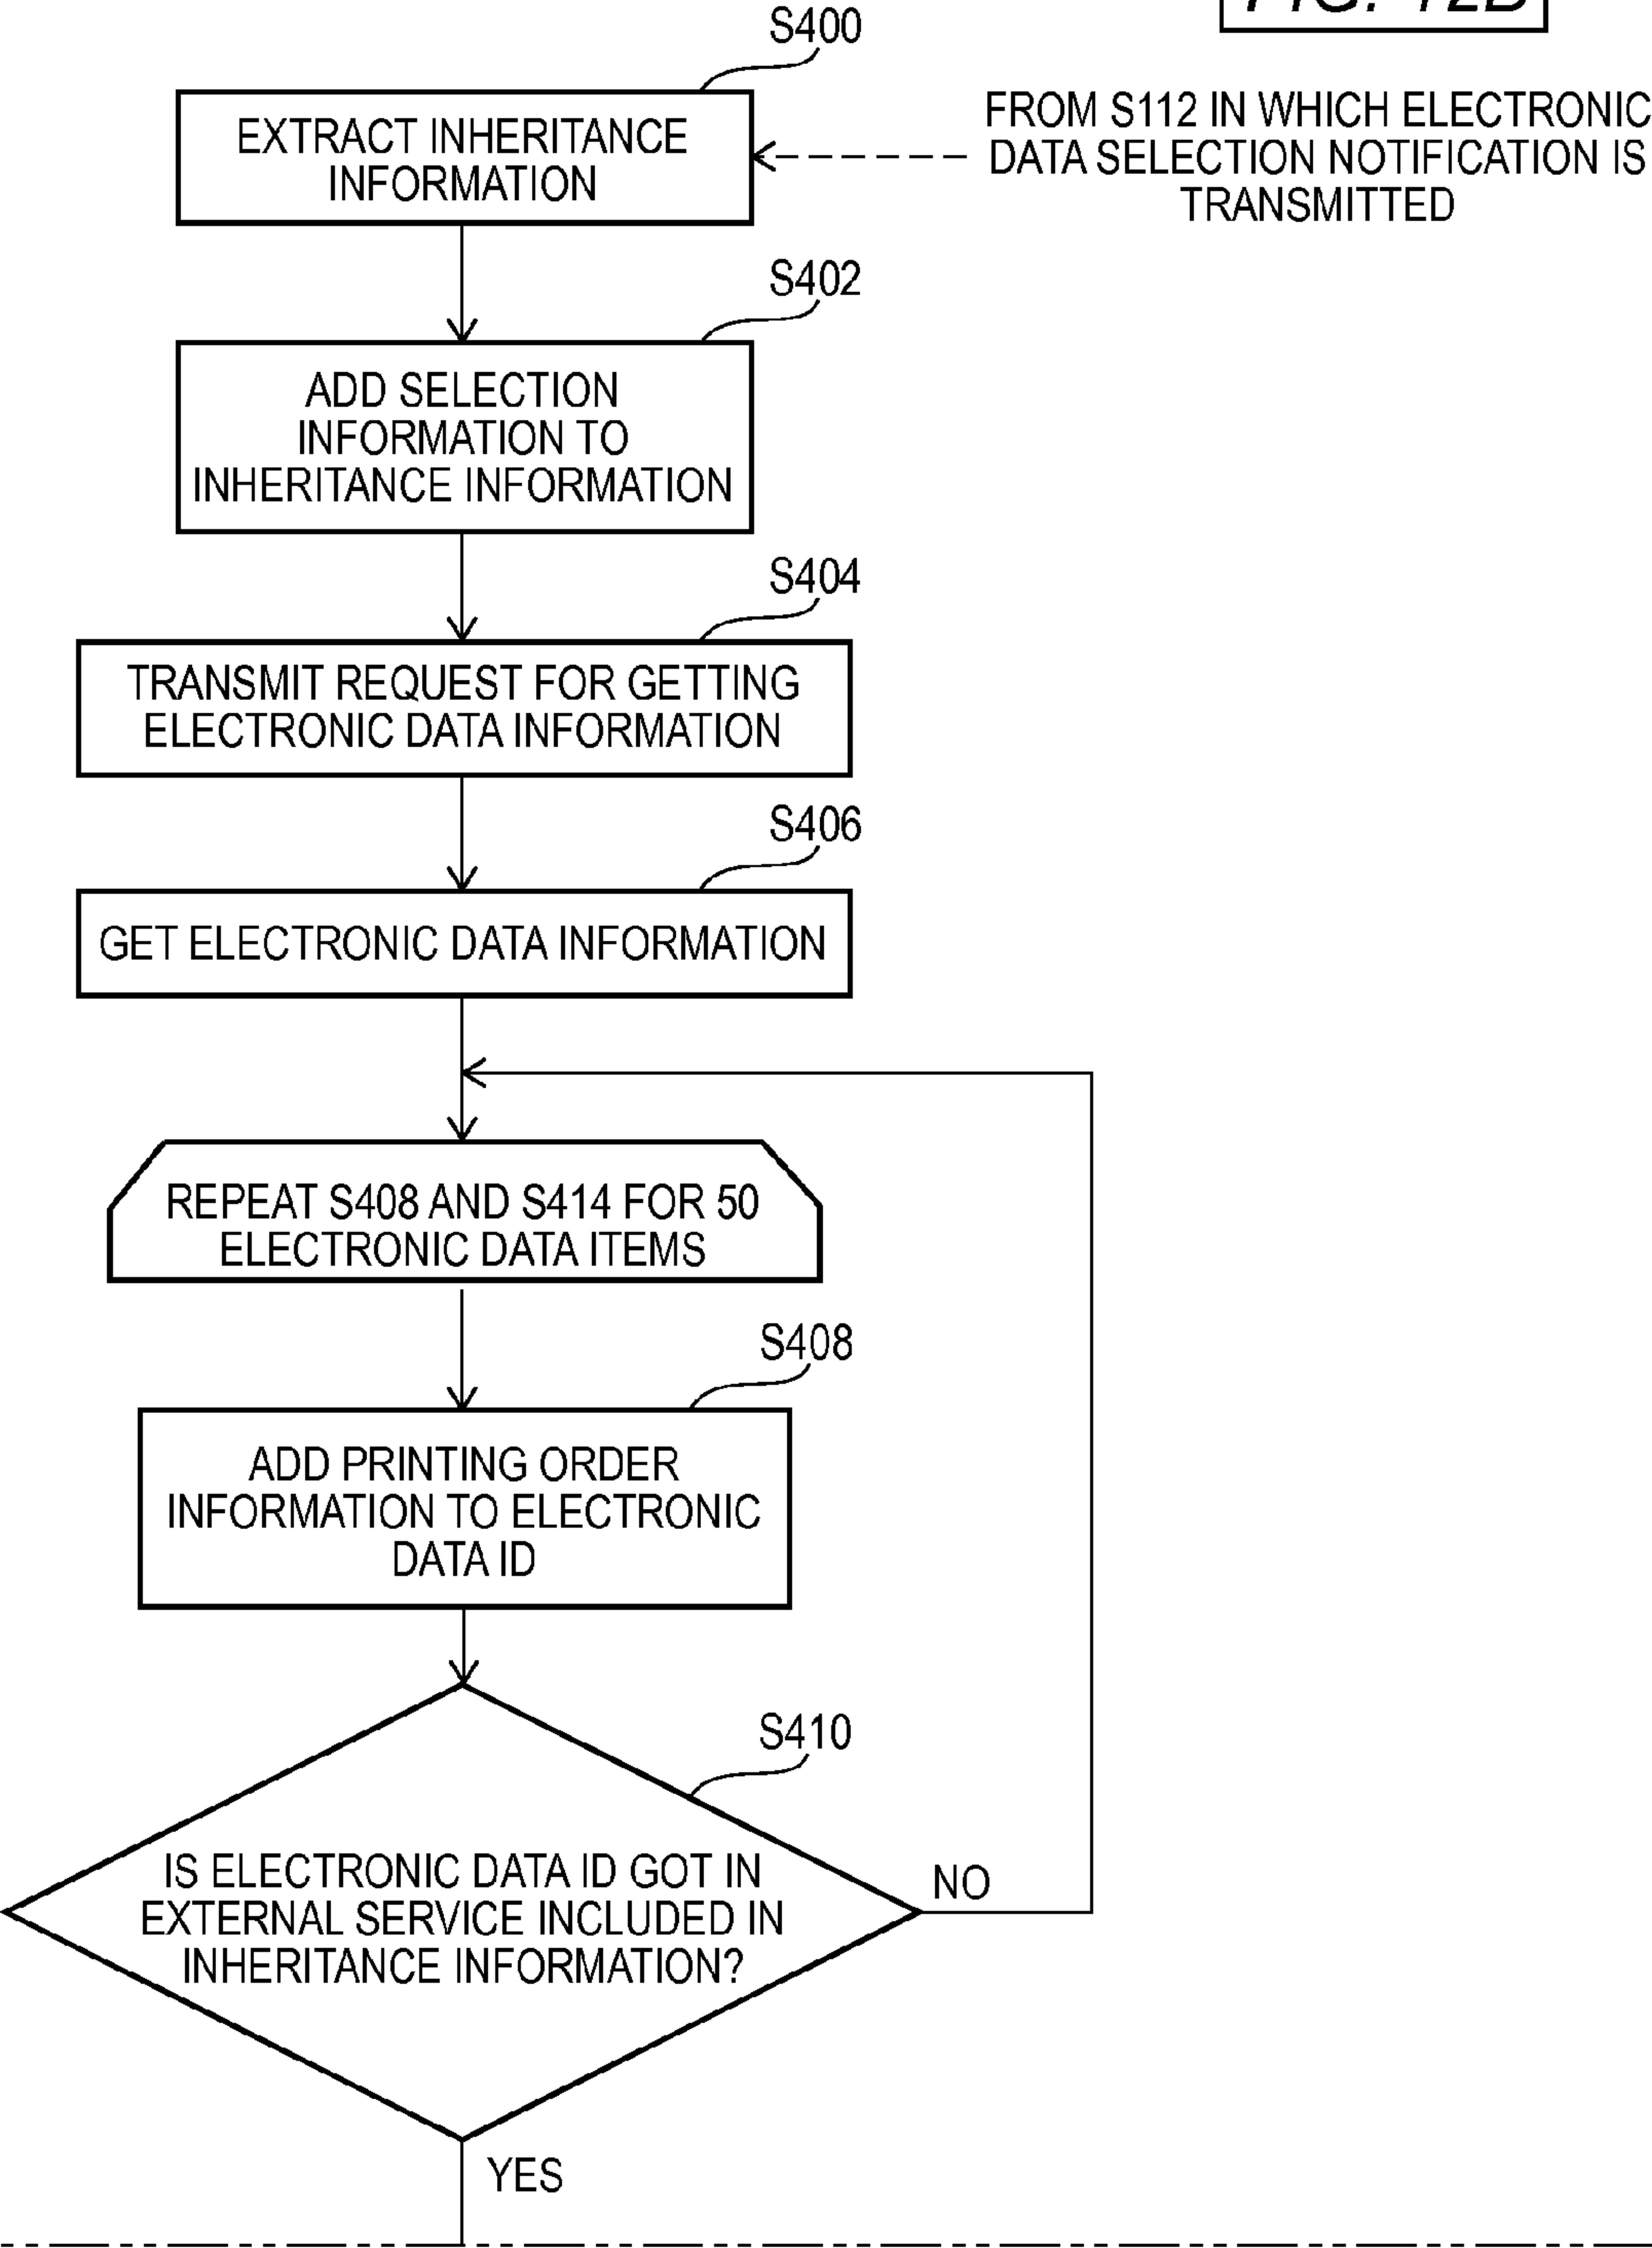 S400
EXTRACT INHERITANCE
INFORMATION
FROM S112 IN WHICH ELECTRONIC
DATA SELECTION NOTIFICATION IS
TRANSMITTED
S402
ADD SELECTION
INFORMATION TO
INHERITANCE INFORMATION
S404
TRANSMIT REQUEST FOR GETTING
ELECTRONIC DATA INFORMATION
S406
GET ELECTRONIC DATA INFORMATION
REPEAT S408 AND S414 FOR 50
ELECTRONIC DATA ITEMS
S408
ADD PRINTING ORDER
INFORMATION TO ELECTRONIC
DATA ID
S410
IS ELECTRONIC DATA ID GOT IN
EXTERNAL SERVICE INCLUDED IN
INHERITANCE INFORMATION?
NO
YES